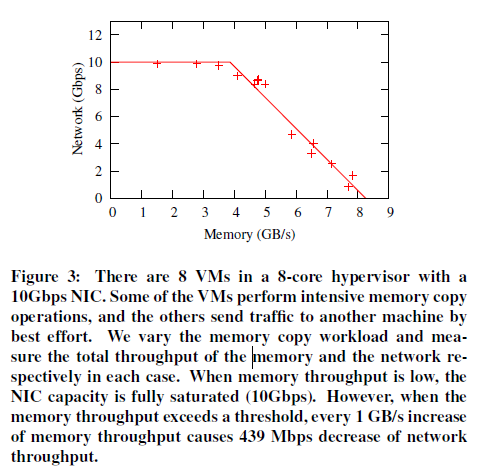 12
10
8
6
4
2
0
Network (Gbps)
0 1 2 3 4 5 6 7 8 9
Memory (GB/s)
Figure 3: There are 8 VMs in a 8-core hypervisor with a
10Gbps NIC. Some of the VMs perform intensive memory copy
operations, and the others send traffic to another machine by
best effort. We vary the memory copy workload and mea-
sure the total throughput of the memory and the network re-
spectively in each case. When memory throughput is low, the
NIC capacity is fully saturated (10Gbps). However, when the
memory throughput exceeds a threshold, every 1 GB/s increase
of memory throughput causes 439 Mbps decrease of network
throughput.